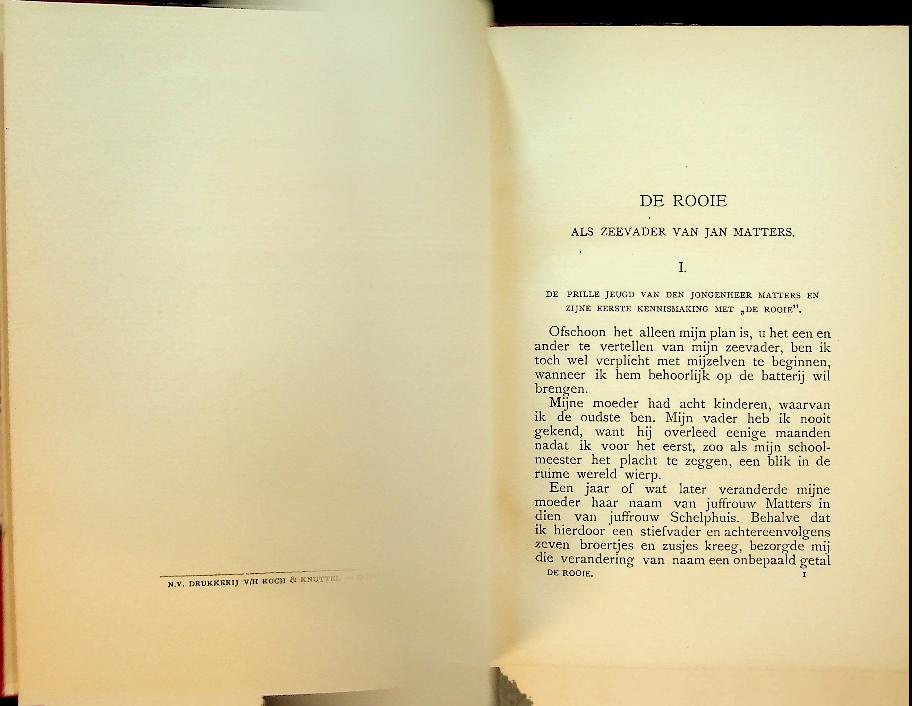 N.V. DRUKKERIJ V/H KOCH & KNUTTEL —
DE ROOIE
ALS ZEEVADER VAN JAN MATTERS.
I.
DE PRILLE JEUGD VAN DEN JONGENHEER MATTERS EN
ZIJNE EERSTE KENNISMAKING MET „DE ROOIE".
Ofschoon het alleen mijn plan is, u het een en
ander te vertellen van mijn zeevader, ben ik
toch wel verplicht met mijzelven te beginnen,
wanneer ik hem behoorlijk op de batterij wil
brengen.
Mijne moeder had acht kinderen, waarvan
ik de oudste ben. Mijn vader heb ik nooit
gekend, want hij overleed eenige maanden
nadat ik voor het eerst, zoo als mijn school-
meester het placht te zeggen, een blik in de
ruime wereld wierp.
Een jaar of wat later veranderde mijne
moeder haar naam van juffrouw Matters in
dien van juffrouw Schelphuis. Behalve dat
ik hierdoor een stiefvader en achtereenvolgens
zeven broertjes en zusjes kreeg, bezorgde mij
die verandering van naam een onbepaald getal
DE ROOIE. 1